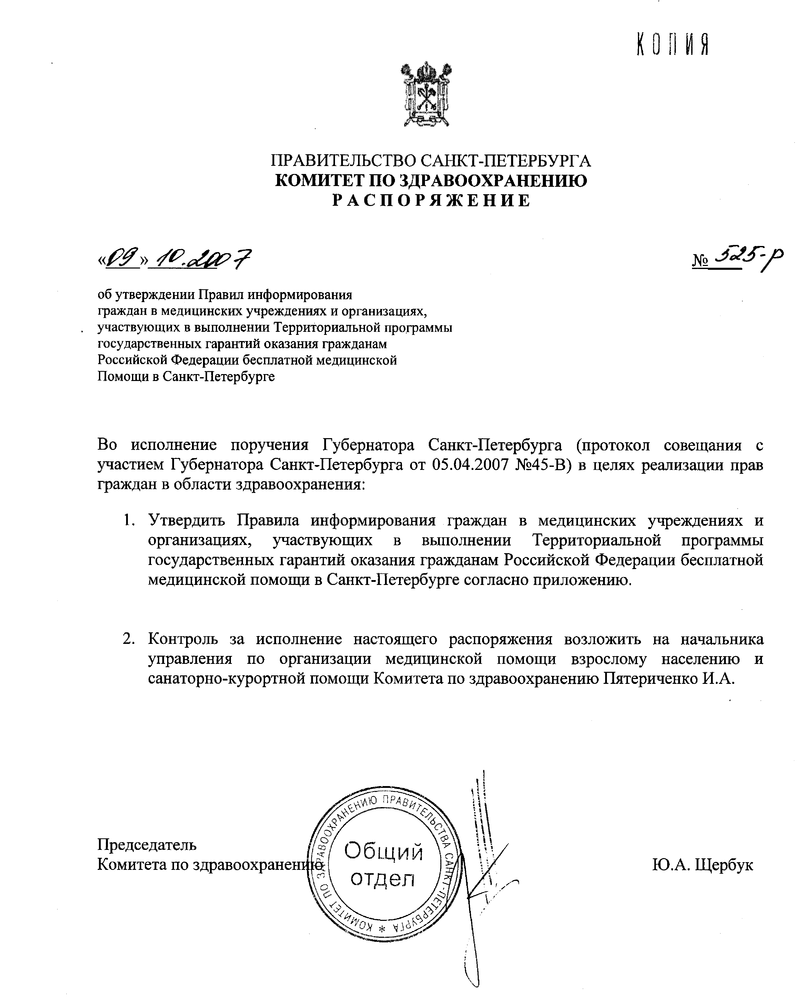 КОПИЯ
ПРАВИТЕЛЬСТВО САНКТ-ПЕТЕРБУРГА
КОМИТЕТ ПО ЗДРАВООХРАНЕНИЮ
РАСПОРЯЖЕНИЕ
«09» 10.2007 № 525-р
об утверждении Правил информирования
граждан в медицинских учреждениях и организациях,
участвующих в выполнении Территориальной программы
государственных гарантий оказания гражданам
Российской Федерации бесплатной медицинской
Помощи в Санкт-Петербурге
Во исполнение поручения Губернатора Санкт-Петербурга (протокол совещания с
участием Губернатора Санкт-Петербурга от 05.04.2007 №45-В) в целях реализации прав
граждан в области здравоохранения:
1. Утвердить Правила информирования граждан в медицинских учреждениях и
организациях, участвующих в выполнении Территориальной программы
государственных гарантий оказания гражданам Российской Федерации бесплатной
медицинской помощи в Санкт-Петербурге согласно приложению.
2. Контроль за исполнение настоящего распоряжения возложить на начальника
управления по организации медицинской помощи взрослому населению и
санаторно-курортной помощи Комитета по здравоохранению Пятериченко И.А.
Председатель
Комитета по здравоохранению Ю.А. Щербук
КОМИТЕТ ПО ЗДРАВООХРАНЕНИЮ ПРАВИТЕЛЬСТВА САНКТ-ПЕТЕРБУРГА *
Общий
отдел